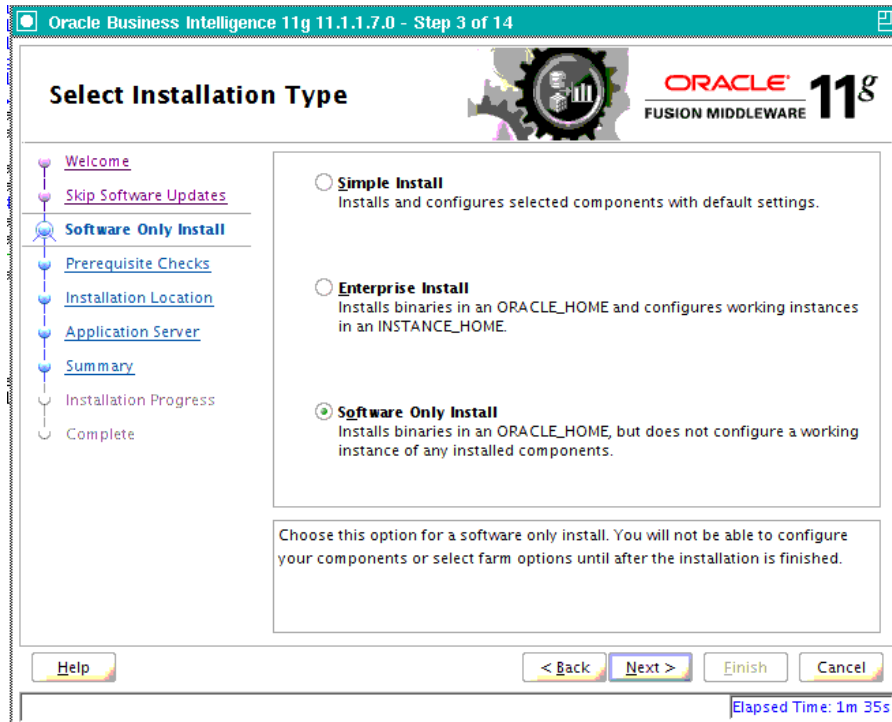 Oracle Business Intelligence 11g 11.1.1.7.0 - Step 3 of 14
Select Installation Type
ORACLE
FUSION MIDDLEWARE
11g
Welcome
Skip Software Updates
Software Only Install
Prerequisite Checks
Installation Location
Application Server
Summary
Installation Progress
Complete
Simple Install
Installs and configures selected components with default settings.
Enterprise Install
Installs binaries in an ORACLE_HOME and configures working instances
in an INSTANCE_HOME.
Software Only Install
Installs binaries in an ORACLE_HOME, but does not configure a working
instance of any installed components.
Choose this option for a software only install. You will not be able to configure
your components or select farm options until after the installation is finished.
Help
< Back
Next >
Finish
Cancel
Elapsed Time: 1m 35s